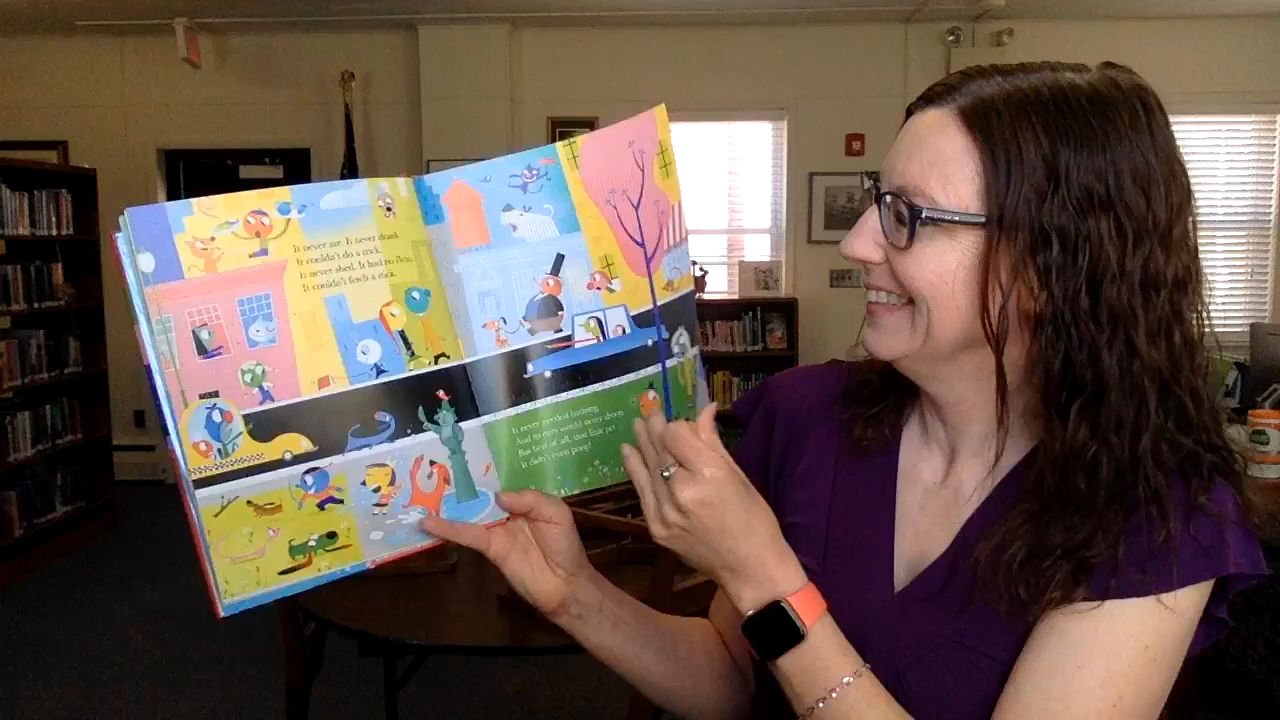 It never ate. It never drank.
It couldn't do a trick.
It never shed. It had no fleas.
It couldn't fetch a stick.
It never needed bathing,
And its ears would never droop.
But best of all, that fake pet
It didn't even poop!